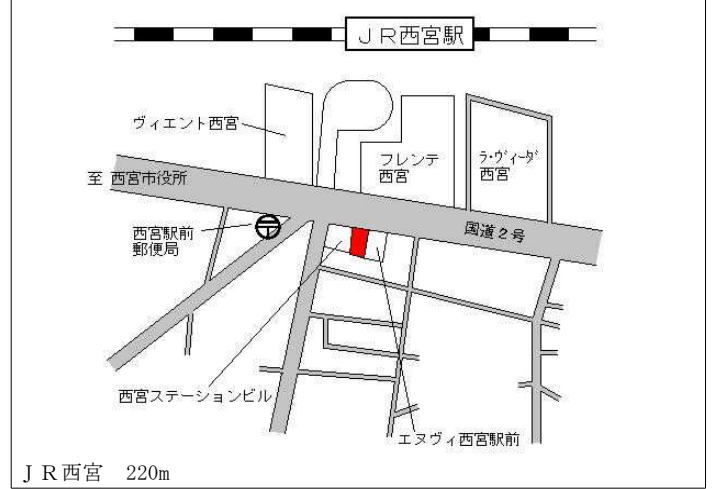 ＪＲ西宮駅
ヴィエント西宮
フレンテ
西宮
ラ・ヴィーダ
西宮
至 西宮市役所
国道２号
西宮駅前
郵便局
西宮ステーションビル
エヌヴィ西宮駅前
ＪＲ西宮　220m